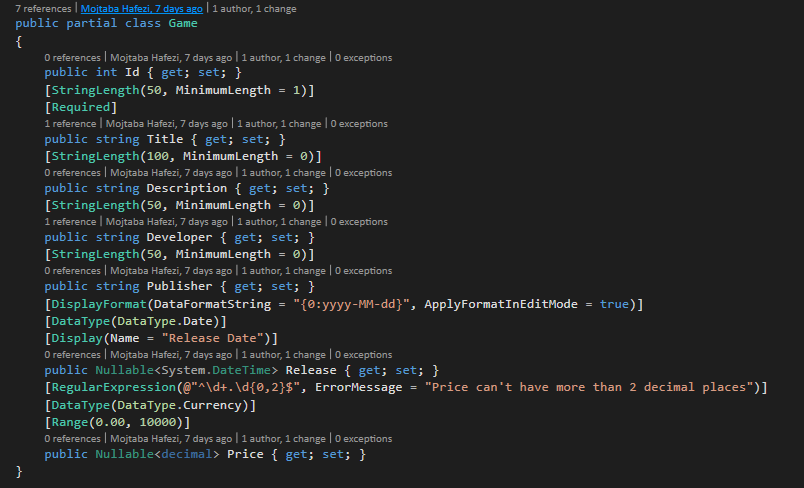 7 references | Mojtaba Hafezi, 7 days ago | 1 author, 1 change
public partial class Game
{
0 references | Mojtaba Hafezi, 7 days ago | 1 author, 1 change | 0 exceptions
public int Id { get; set; }
[StringLength(50, MinimumLength = 1)]
[Required]
1 reference | Mojtaba Hafezi, 7 days ago | 1 author, 1 change | 0 exceptions
public string Title { get; set; }
[StringLength(100, MinimumLength = 0)]
0 references | Mojtaba Hafezi, 7 days ago | 1 author, 1 change | 0 exceptions
public string Description { get; set; }
[StringLength(50, MinimumLength = 0)]
1 reference | Mojtaba Hafezi, 7 days ago | 1 author, 1 change | 0 exceptions
public string Developer { get; set; }
[StringLength(50, MinimumLength = 0)]
0 references | Mojtaba Hafezi, 7 days ago | 1 author, 1 change | 0 exceptions
public string Publisher { get; set; }
[DisplayFormat(DataFormatString = "{0:yyyy-MM-dd}", ApplyFormatInEditMode = true)]
[DataType(DataType.Date)]
[Display(Name = "Release Date")]
0 references | Mojtaba Hafezi, 7 days ago | 1 author, 1 change | 0 exceptions
public Nullable<System.DateTime> Release { get; set; }
[RegularExpression(@"^\d+.\d{0,2}$", ErrorMessage = "Price can't have more than 2 decimal places")]
[DataType(DataType.Currency)]
[Range(0.00, 10000)]
0 references | Mojtaba Hafezi, 7 days ago | 1 author, 1 change | 0 exceptions
public Nullable<decimal> Price { get; set; }
}